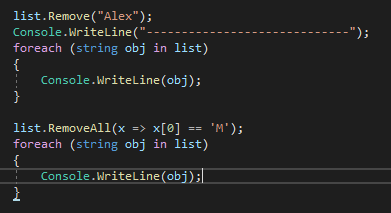 list.Remove("Alex");
Console.WriteLine("-----------------------------");
foreach (string obj in list)
{
Console.WriteLine(obj);
}
list.RemoveAll(x => x[0] == 'M');
foreach (string obj in list)
{
Console.WriteLine(obj);
}